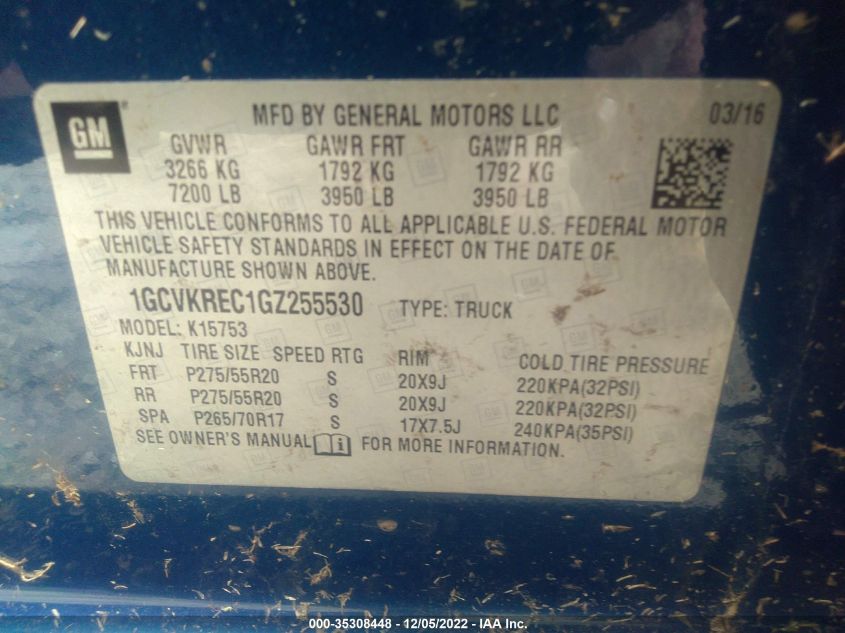 GM ®
MFD BY GENERAL MOTORS LLC 03/16
GVWR GAWR FRT GAWR RR
3266 KG 1792 KG 1792 KG
7200 LB 3950 LB 3950 LB
THIS VEHICLE CONFORMS TO ALL APPLICABLE U.S. FEDERAL MOTOR
VEHICLE SAFETY STANDARDS IN EFFECT ON THE DATE OF
MANUFACTURE SHOWN ABOVE.
1GCVKREC1GZ255530 TYPE: TRUCK
MODEL: K15753
KJNJ TIRE SIZE SPEED RTG RIM COLD TIRE PRESSURE
FRT P275/55R20 S 20X9J 220KPA(32PSI)
RR P275/55R20 S 20X9J 220KPA(32PSI)
SPA P265/70R17 S 17X7.5J 240KPA(35PSI)
SEE OWNER'S MANUAL i FOR MORE INFORMATION.
000-35308448 - 12/05/2022 - IAA Inc.